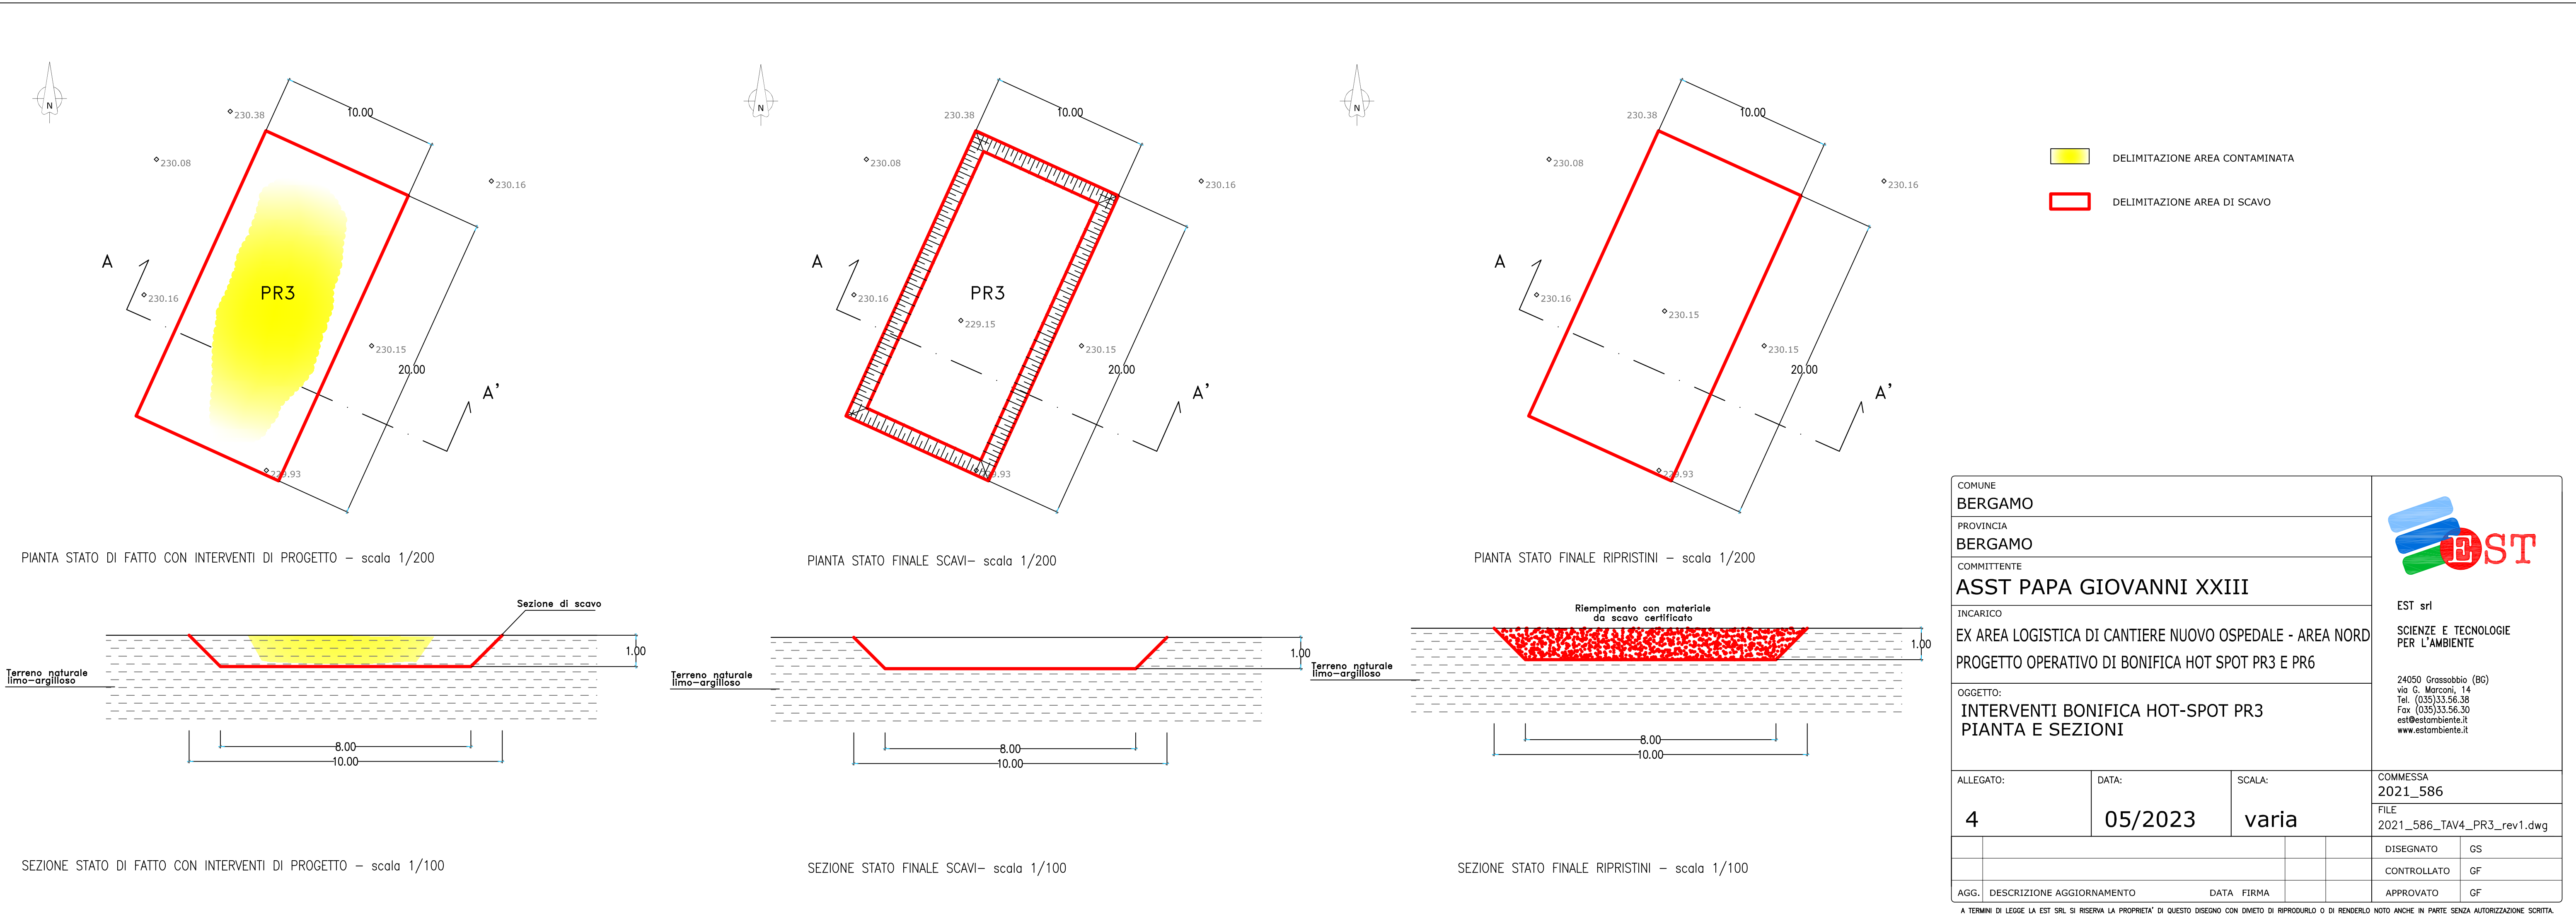 N
230.38
10.00
230.08
230.16
A
PR3
230.16
230.15
20.00
A'
229.93
PIANTA STATO DI FATTO CON INTERVENTI DI PROGETTO - scala 1/200
N
230.38
10.00
230.08
230.16
A
PR3
230.16
229.15
230.15
20.00
A'
229.93
PIANTA STATO FINALE SCAVI- scala 1/200
N
230.38
10.00
230.08
230.16
A
230.16
230.15
230.15
20.00
A'
229.93
PIANTA STATO FINALE RIPRISTINI - scala 1/200
DELIMITAZIONE AREA CONTAMINATA
DELIMITAZIONE AREA DI SCAVO
Sezione di scavo
1.00
Terreno naturale
limo-argilloso
8.00
10.00
SEZIONE STATO DI FATTO CON INTERVENTI DI PROGETTO - scala 1/100
1.00
Terreno naturale
limo-argilloso
8.00
10.00
SEZIONE STATO FINALE SCAVI- scala 1/100
Riempimento con materiale
da scavo certificato
1.00
Terreno naturale
limo-argilloso
8.00
10.00
SEZIONE STATO FINALE RIPRISTINI - scala 1/100
COMUNE
BERGAMO
PROVINCIA
BERGAMO
COMMITTENTE
ASST PAPA GIOVANNI XXIII
INCARICO
EX AREA LOGISTICA DI CANTIERE NUOVO OSPEDALE - AREA NORD
PROGETTO OPERATIVO DI BONIFICA HOT SPOT PR3 E PR6
OGGETTO:
INTERVENTI BONIFICA HOT-SPOT PR3
PIANTA E SEZIONI
EST
EST srl
SCIENZE E TECNOLOGIE
PER L'AMBIENTE
24050 Grassobbio (BG)
via G. Marconi, 14
Tel. (035)33.56.38
Fax (035)33.56.30
est@estambiente.it
www.estambiente.it
ALLEGATO:
4
DATA:
05/2023
SCALA:
varia
COMMESSA
2021_586
FILE
2021_586_TAV4_PR3_rev1.dwg
DISEGNATO GS
CONTROLLATO GF
AGG. DESCRIZIONE AGGIORNAMENTO DATA FIRMA
APPROVATO GF
A TERMINI DI LEGGE LA EST SRL SI RISERVA LA PROPRIETA' DI QUESTO DISEGNO CON DIVIETO DI RIPRODURLO O DI RENDERLO NOTO ANCHE IN PARTE SENZA AUTORIZZAZIONE SCRITTA.